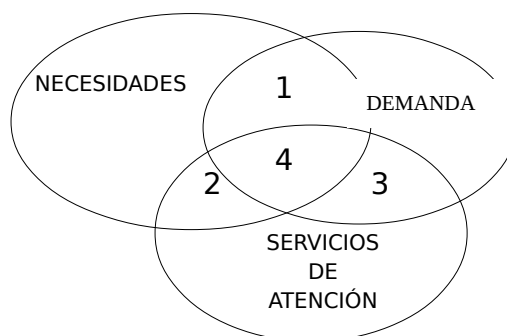 NECESIDADES
1
DEMANDA
2
4
3
SERVICIOS
DE
ATENCIÓN